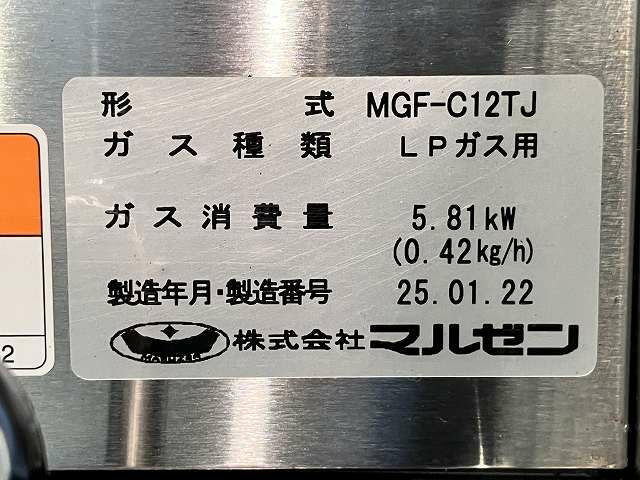 形式 MGF-C12TJ
ガス種類 LPガス用
ガス消費量 5.81kW
(0.42kg/h)
製造年月・製造番号 25.01.22
MARUZEN 株式会社マルゼン
2